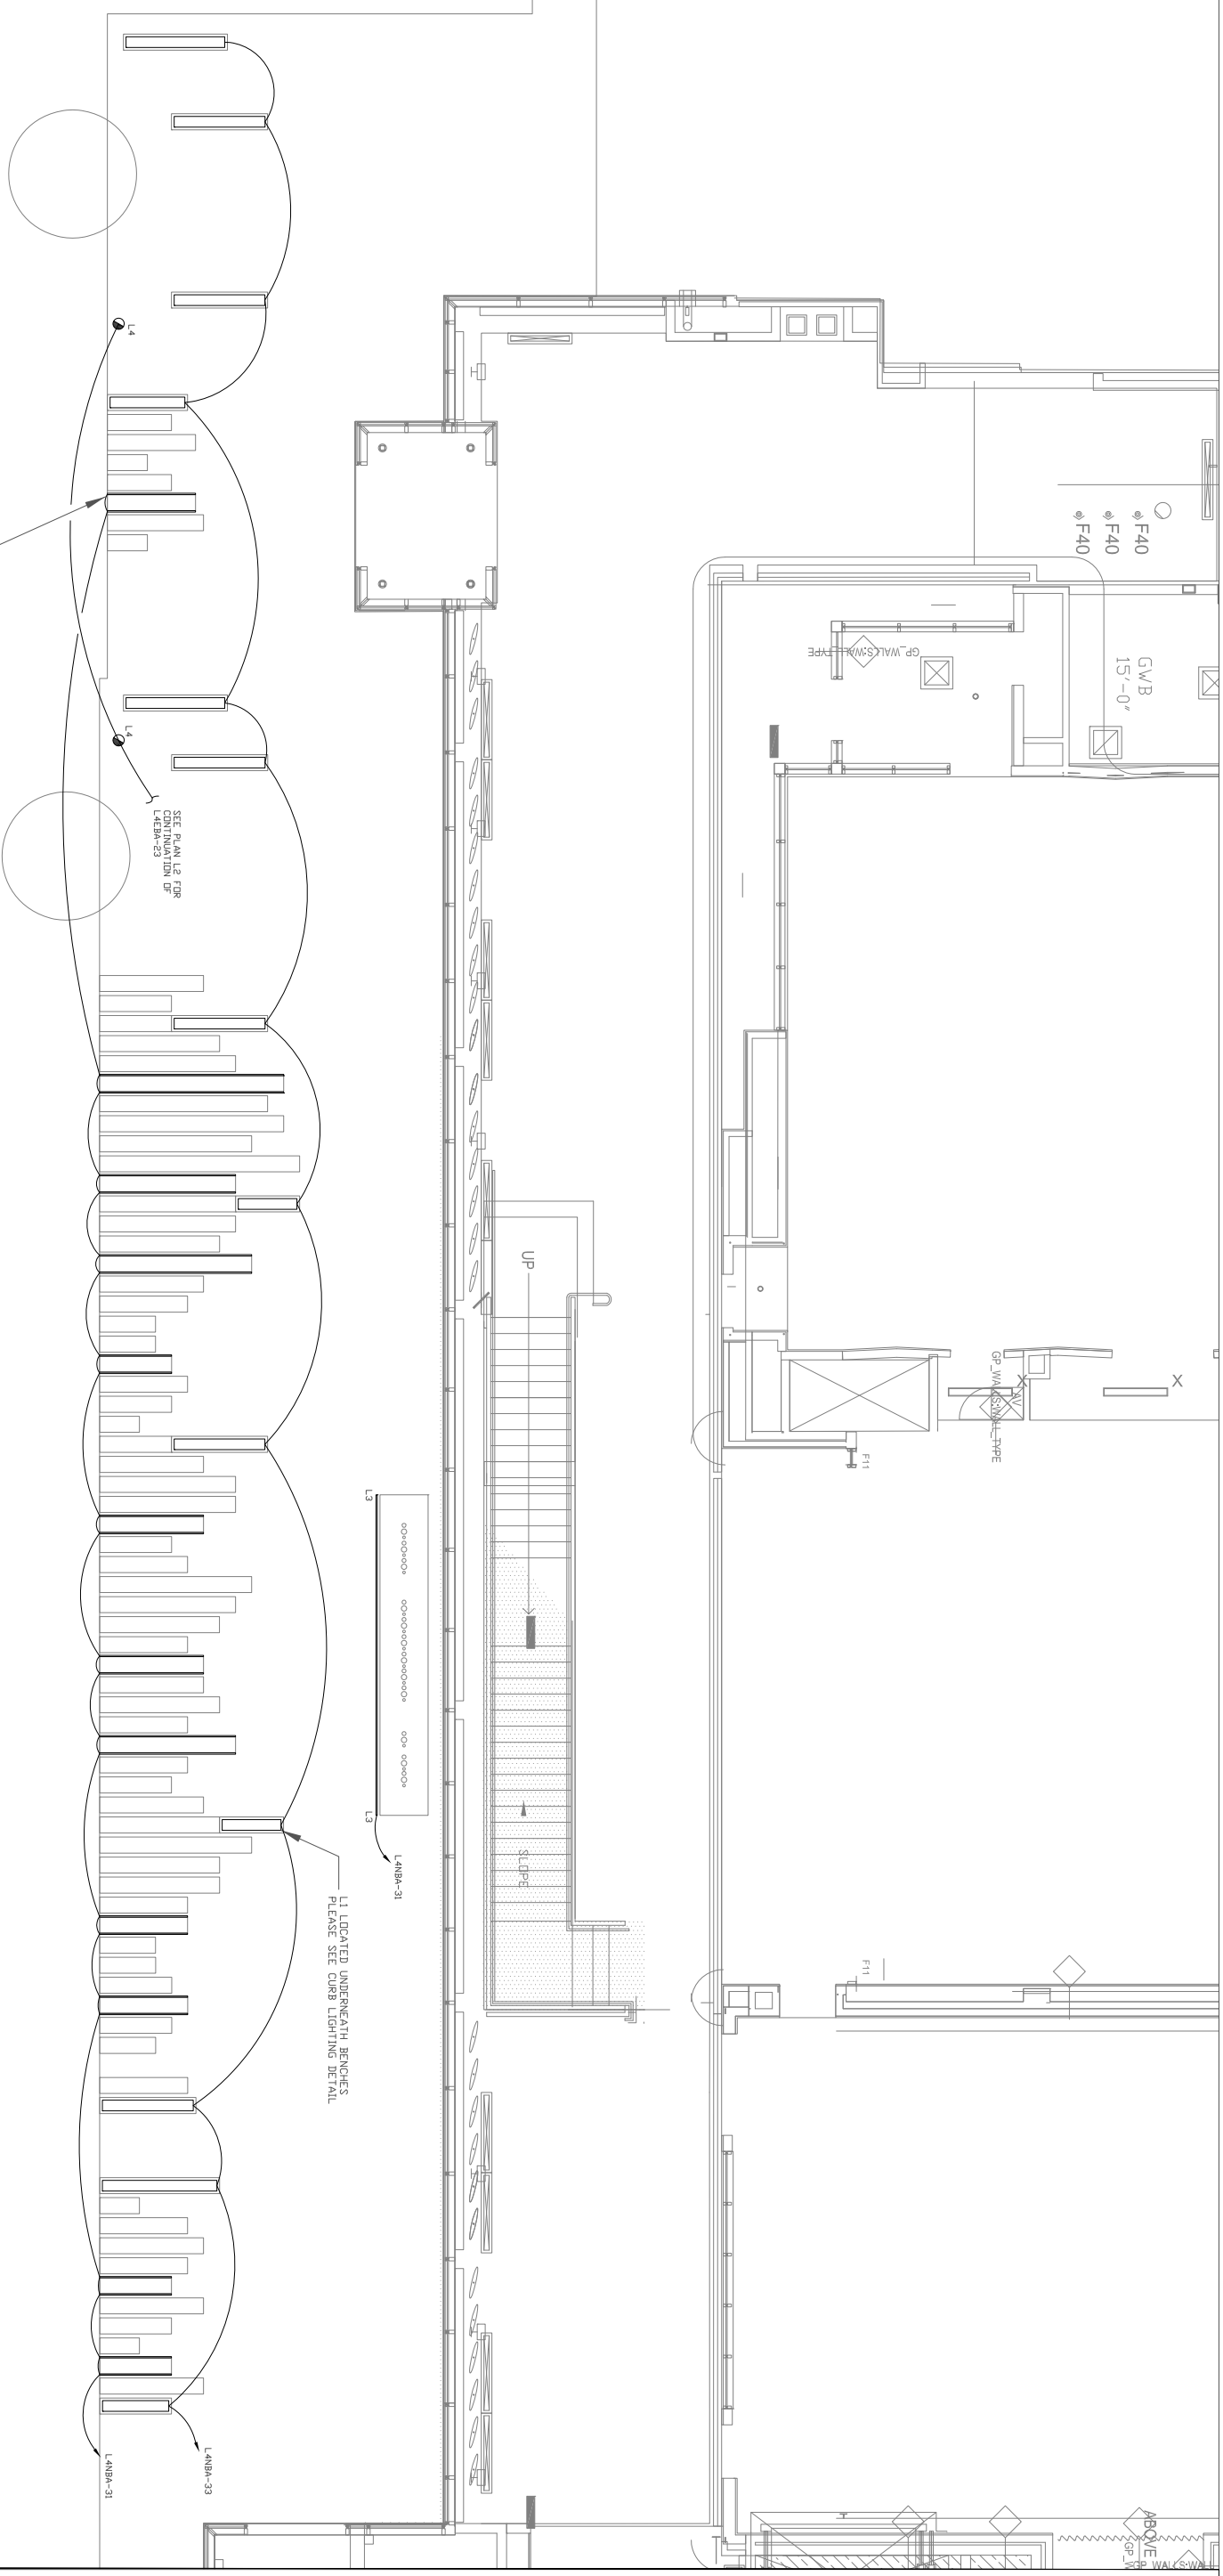 L4
F40
F40
F40
GP_WALLS:WALL_TYPE
GWB
15'-0"
L4
SEE PLAN L2 FOR
CONTINUATION OF
L4EBA-23
UP
X
X
GP_WALLS:WALL_TYPE
F11
L3
L3
SLOPE
L4NBA-31
L1 LOCATED UNDERNEATH BENCHES
PLEASE SEE CURB LIGHTING DETAIL
F11
L4NBA-33
L4NBA-31
ABOVE